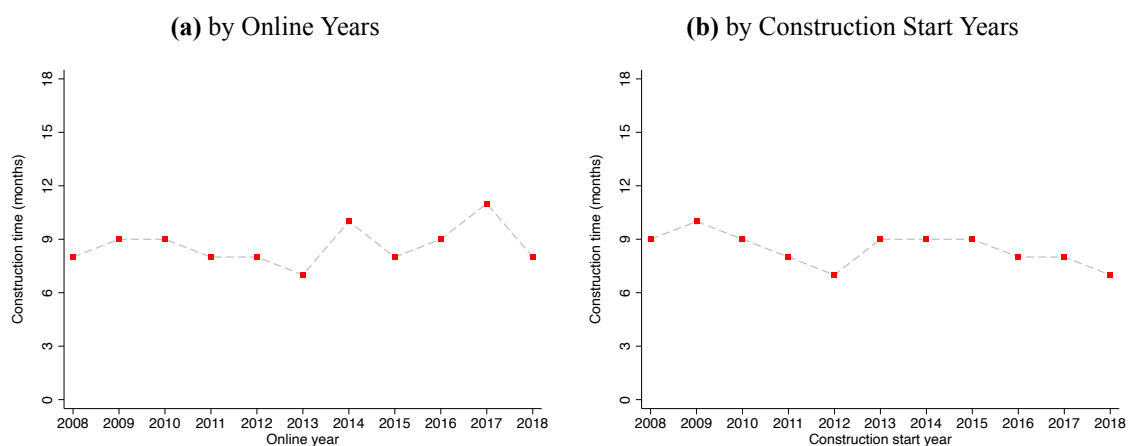 (a) by Online Years
18
15
12
9
6
3
0
Construction time (months)
2008 2009 2010 2011 2012 2013 2014 2015 2016 2017 2018
Online year
(b) by Construction Start Years
18
15
12
9
6
3
0
Construction time (months)
2008 2009 2010 2011 2012 2013 2014 2015 2016 2017 2018
Construction start year